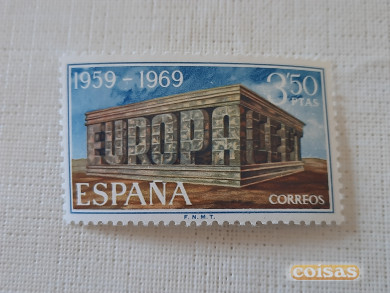 1959 - 1969
3'50
PTAS
EUROPA CEPT
ESPAÑA
CORREOS
F. N. M. T.
coisas